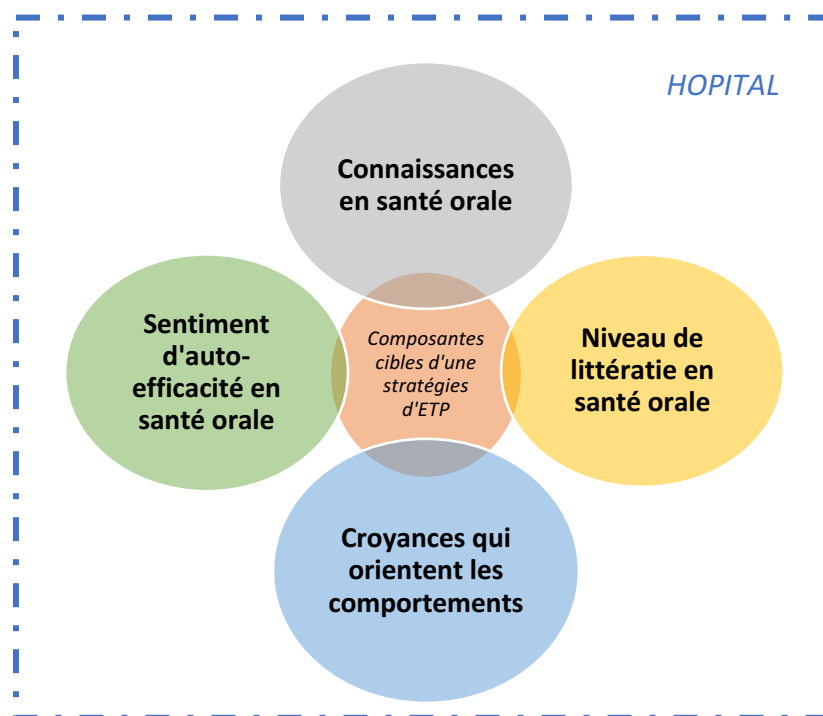 HOPITAL
Connaissances
en santé orale
Sentiment
d'auto-
efficacité en
santé orale
Composantes
cibles d'une
stratégies
d'ETP
Niveau de
littératie en
santé orale
Croyances qui
orientent les
comportements